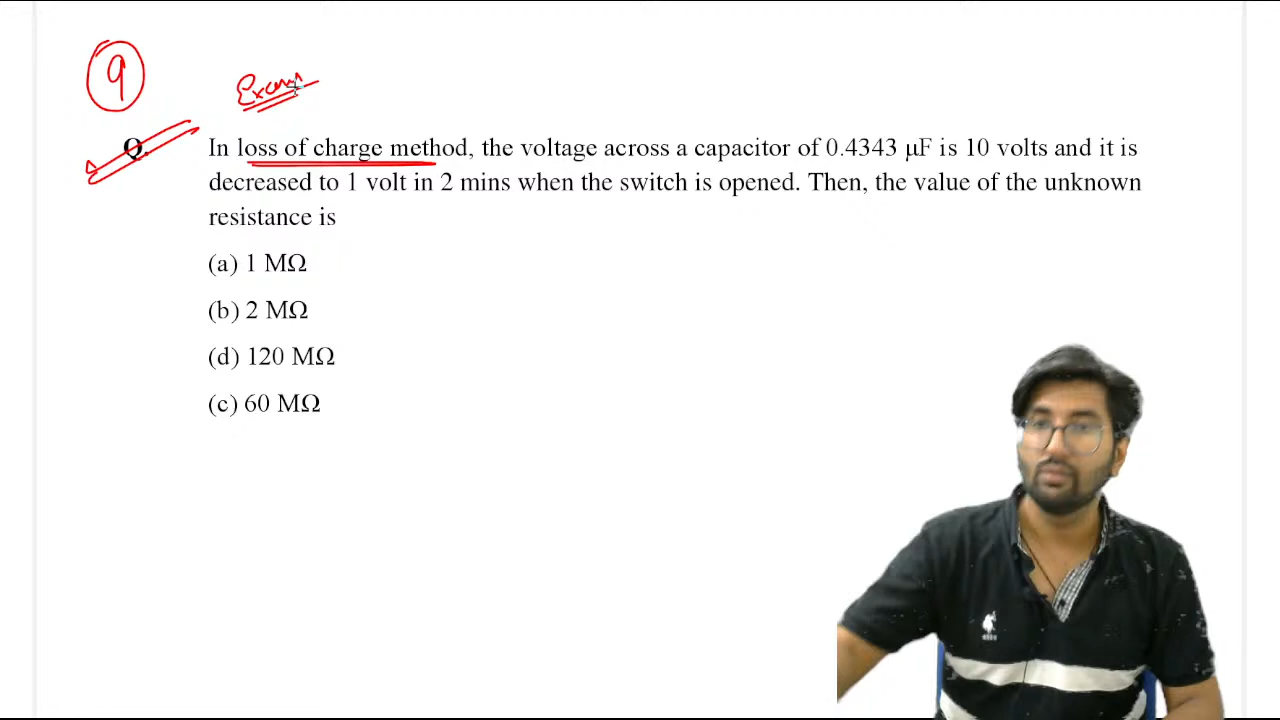 9
Exam
Q.
In loss of charge method, the voltage across a capacitor of 0.4343 μF is 10 volts and it is
decreased to 1 volt in 2 mins when the switch is opened. Then, the value of the unknown
resistance is
(a) 1 MΩ
(b) 2 MΩ
(d) 120 MΩ
(c) 60 MΩ